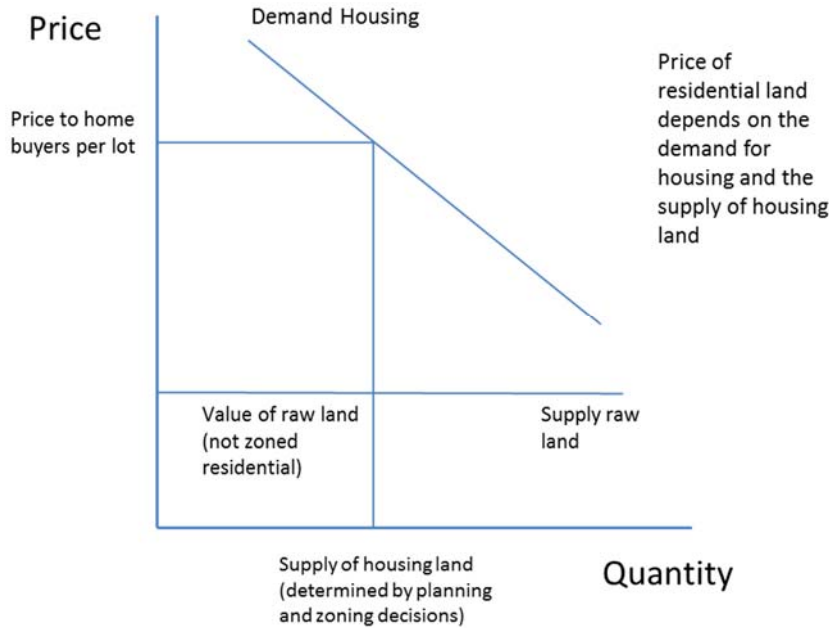 Demand Housing
Price
Price to home
buyers per lot
Price of
residential land
depends on the
demand for
housing and the
supply of housing
land
Value of raw land
(not zoned
residential)
Supply raw
land
Supply of housing land
(determined by planning
and zoning decisions)
Quantity